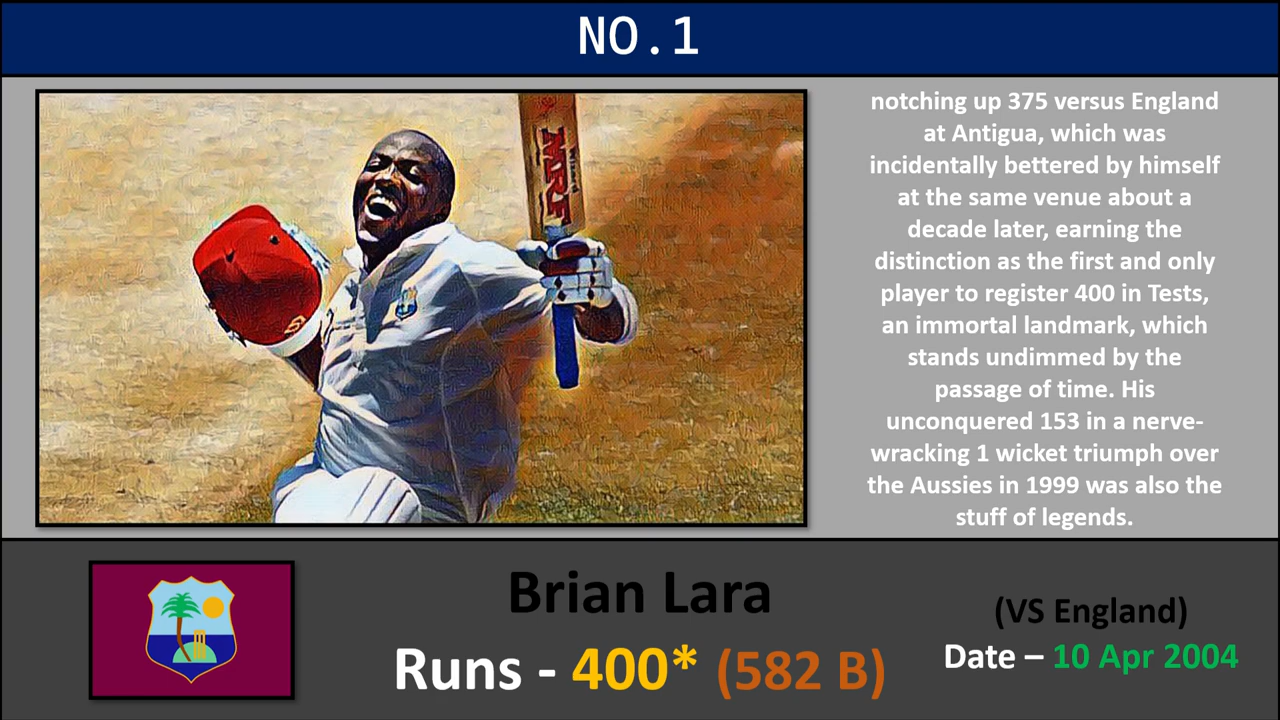 NO.1
MRF
notching up 375 versus England
at Antigua, which was
incidentally bettered by himself
at the same venue about a
decade later, earning the
distinction as the first and only
player to register 400 in Tests,
an immortal landmark, which
stands undimmed by the
passage of time. His
unconquered 153 in a nerve-
wracking 1 wicket triumph over
the Aussies in 1999 was also the
stuff of legends.
Brian Lara
Runs - 400* (582 B)
(VS England)
Date – 10 Apr 2004